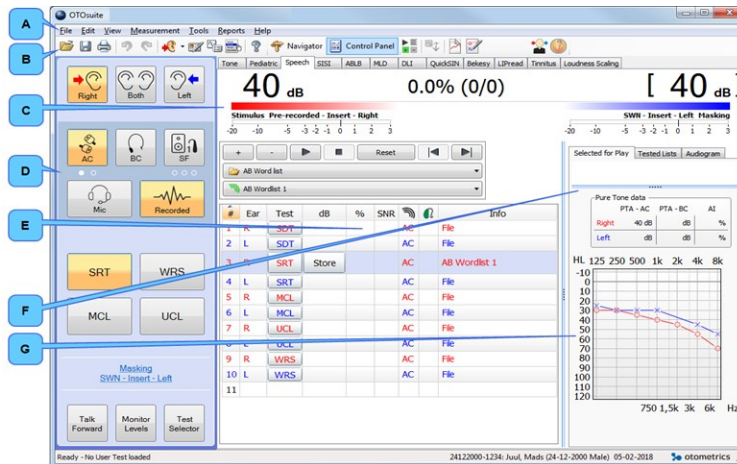 A
OTOsuite
File Edit View Measurement Tools Reports Help
B
Navigator Control Panel
Tone Pediatric Speech SISI ABLB MLD DLI QuickSIN Bekesy LIPread Tinnitus Loudness Scaling
Right Both Left
40 dB 0.0% (0/0) [ 40 dB ]
C
Stimulus Pre-recorded - Insert - Right SWN - Insert - Left Masking
-20 -10 -5 -3 -2 -1 0 1 2 3 -20 -10 -5 -3 -2 -1 0 1 2 3
AC BC SF
+ - Reset
Selected for Play Tested Lists Audiogram
D
AB Word list
AB Wordlist 1
Mic Recorded
Pure Tone data
PTA - AC PTA - BC AI
Right 40 dB dB %
Left dB dB %
E
# Ear Test dB % SNR Info
1 R SDT AC File
2 L SDT AC File
3 R SRT Store AC AB Wordlist 1
4 L SRT AC File
5 R MCL AC File
6 L MCL AC File
7 R UCL AC File
8 L UCL AC File
9 R WRS AC File
10 L WRS AC File
11
SRT WRS
MCL UCL
F
G
HL 125 250 500 1k 2k 4k 8k
-10
0
10
20
30
40
50
60
70
80
90
100
110
120
750 1,5k 3k 6k Hz
Masking
SWN - Insert - Left
Talk Forward Monitor Levels Test Selector
Ready - No User Test loaded 24122000-1234: Juul, Mads (24-12-2000 Male) 05-02-2018 otometrics